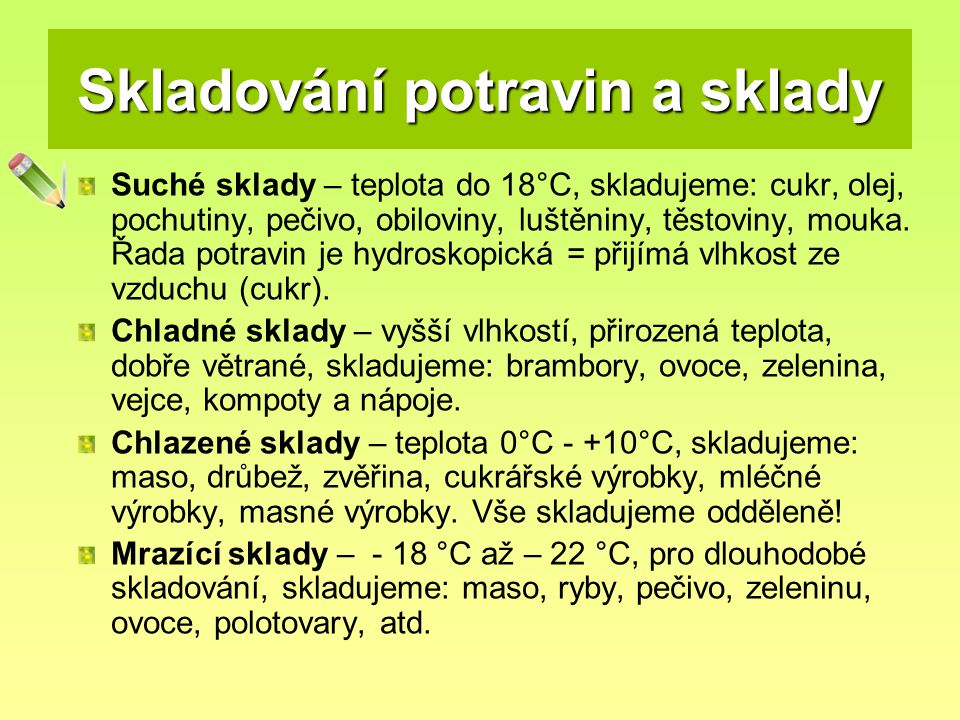 Skladování potravin a sklady
Suché sklady – teplota do 18°C, skladujeme: cukr, olej,
pochutiny, pečivo, obiloviny, luštěniny, těstoviny, mouka.
Řada potravin je hydroskopická = přijímá vlhkost ze
vzduchu (cukr).
Chladné sklady – vyšší vlhkostí, přirozená teplota,
dobře větrané, skladujeme: brambory, ovoce, zelenina,
vejce, kompoty a nápoje.
Chlazené sklady – teplota 0°C - +10°C, skladujeme:
maso, drůbež, zvěřina, cukrářské výrobky, mléčné
výrobky, masné výrobky. Vše skladujeme odděleně!
Mrazící sklady –  - 18 °C až – 22 °C, pro dlouhodobé
skladování, skladujeme: maso, ryby, pečivo, zeleninu,
ovoce, polotovary, atd.